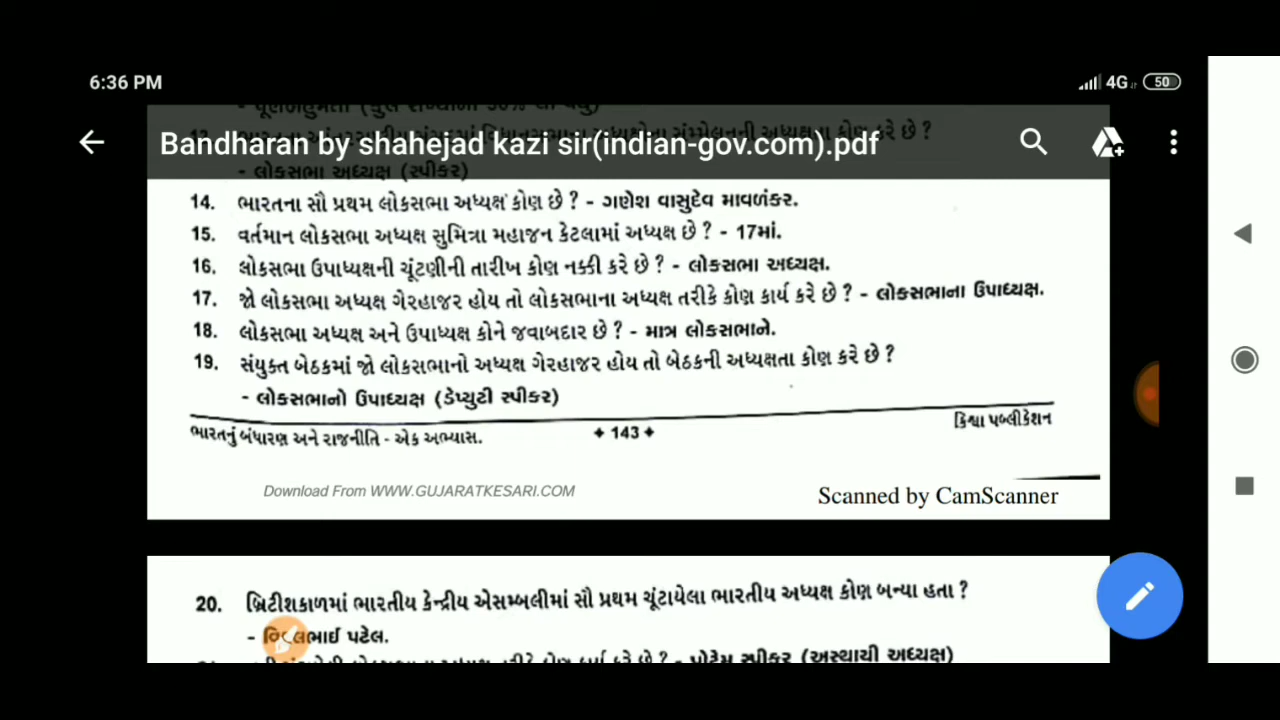 6:36 PM
4G
50
Bandharan by shahejad kazi sir(indian-gov.com).pdf
- લોકસભા અધ્યક્ષ (સ્પીકર)
14. ભારતના સૌ પ્રથમ લોકસભા અધ્યક્ષ કોણ છે ? - ગણેશ વાસુદેવ માવળંકર.
15. વર્તમાન લોકસભા અધ્યક્ષ સુમિત્રા મહાજન કેટલામાં અધ્યક્ષ છે ? - 17માં.
16. લોકસભા ઉપાધ્યક્ષની ચૂંટણીની તારીખ કોણ નક્કી કરે છે ? - લોકસભા અધ્યક્ષ.
17. જો લોકસભા અધ્યક્ષ ગેરહાજર હોય તો લોકસભાના અધ્યક્ષ તરીકે કોણ કાર્ય કરે છે ? - લોકસભાના ઉપાધ્યક્ષ.
18. લોકસભા અધ્યક્ષ અને ઉપાધ્યક્ષ કોને જવાબદાર છે ? - માત્ર લોકસભાને.
19. સંયુક્ત બેઠકમાં જો લોકસભાનો અધ્યક્ષ ગેરહાજર હોય તો બેઠકની અધ્યક્ષતા કોણ કરે છે ?
- લોકસભાનો ઉપાધ્યક્ષ (ડેપ્યુટી સ્પીકર)
ભારતનું બંધારણ અને રાજનીતિ - એક અભ્યાસ. ✦ 143 ✦ કિશ્વા પબ્લીકેશન
Download From WWW.GUJARATKESARI.COM
Scanned by CamScanner
20. બ્રિટીશકાળમાં ભારતીય કેન્દ્રીય એસમ્બલીમાં સૌ પ્રથમ ચૂંટાયેલા ભારતીય અધ્યક્ષ કોણ બન્યા હતા ?
- પટેલ.
કોણ કાર્ય કરે છે ? - પ્રોટેમ સ્પીકર (અસ્થાયી અધ્યક્ષ)